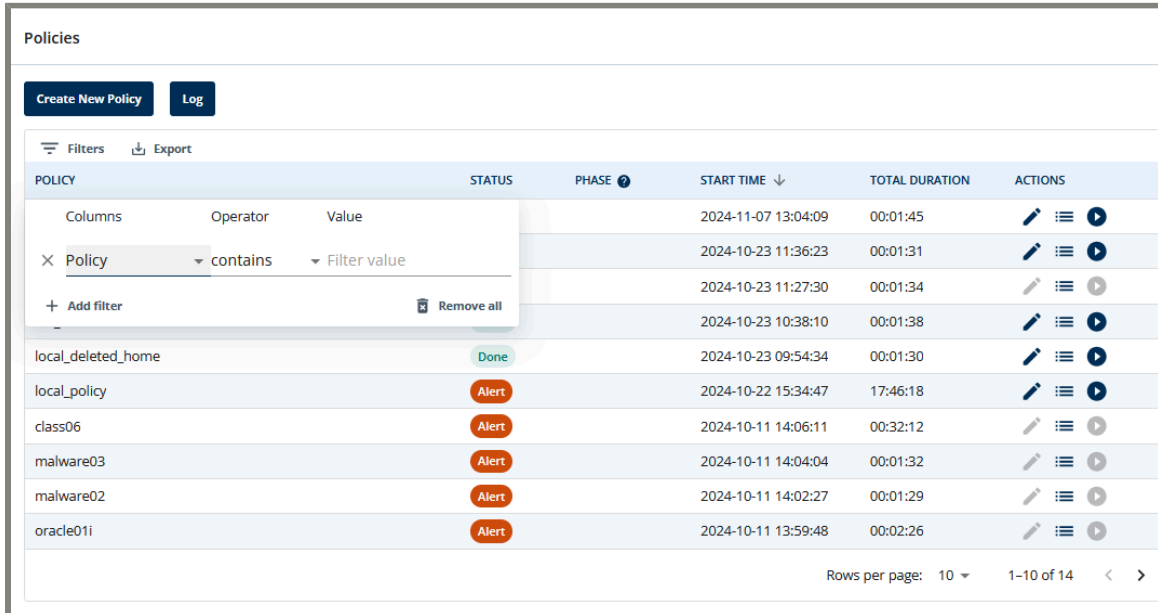 Policies
Create New Policy Log
Filters Export
POLICY STATUS PHASE ? START TIME TOTAL DURATION ACTIONS
Columns Operator Value 2024-11-07 13:04:09 00:01:45
Policy contains Filter value 2024-10-23 11:36:23 00:01:31
2024-10-23 11:27:30 00:01:34
Add filter Remove all
2024-10-23 10:38:10 00:01:38
local_deleted_home Done 2024-10-23 09:54:34 00:01:30
local_policy Alert 2024-10-22 15:34:47 17:46:18
class06 Alert 2024-10-11 14:06:11 00:32:12
malware03 Alert 2024-10-11 14:04:04 00:01:32
malware02 Alert 2024-10-11 14:02:27 00:01:29
oracle01i Alert 2024-10-11 13:59:48 00:02:26
Rows per page: 10 1–10 of 14